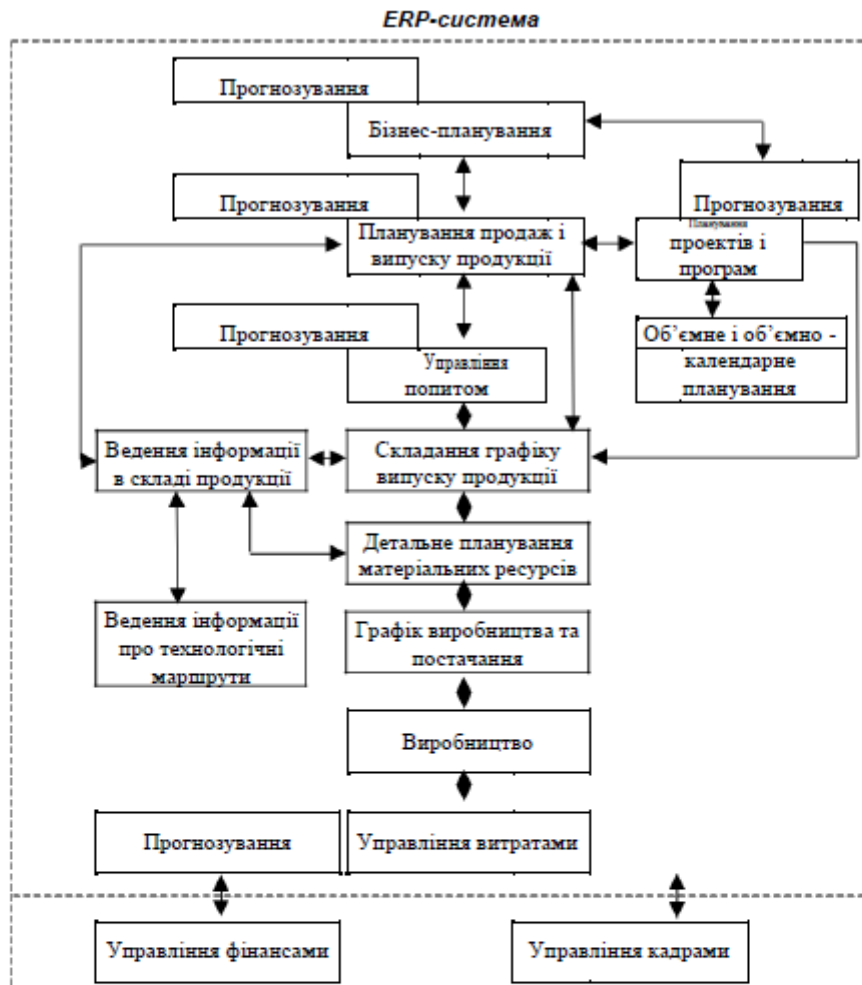 ERP-система
Прогнозування
Бізнес-планування
Прогнозування
Прогнозування
Планування продаж і
випуску продукції
Планування
проектів і
програм
Прогнозування
Об’ємне і об’ємно -
календарне
планування
Управління
попитом
Ведення інформації
в складі продукції
Складання графіку
випуску продукції
Детальне планування
матеріальних ресурсів
Ведення інформації
про технологічні
маршрути
Графік виробництва та
постачання
Виробництво
Прогнозування
Управління витратами
Управління фінансами
Управління кадрами